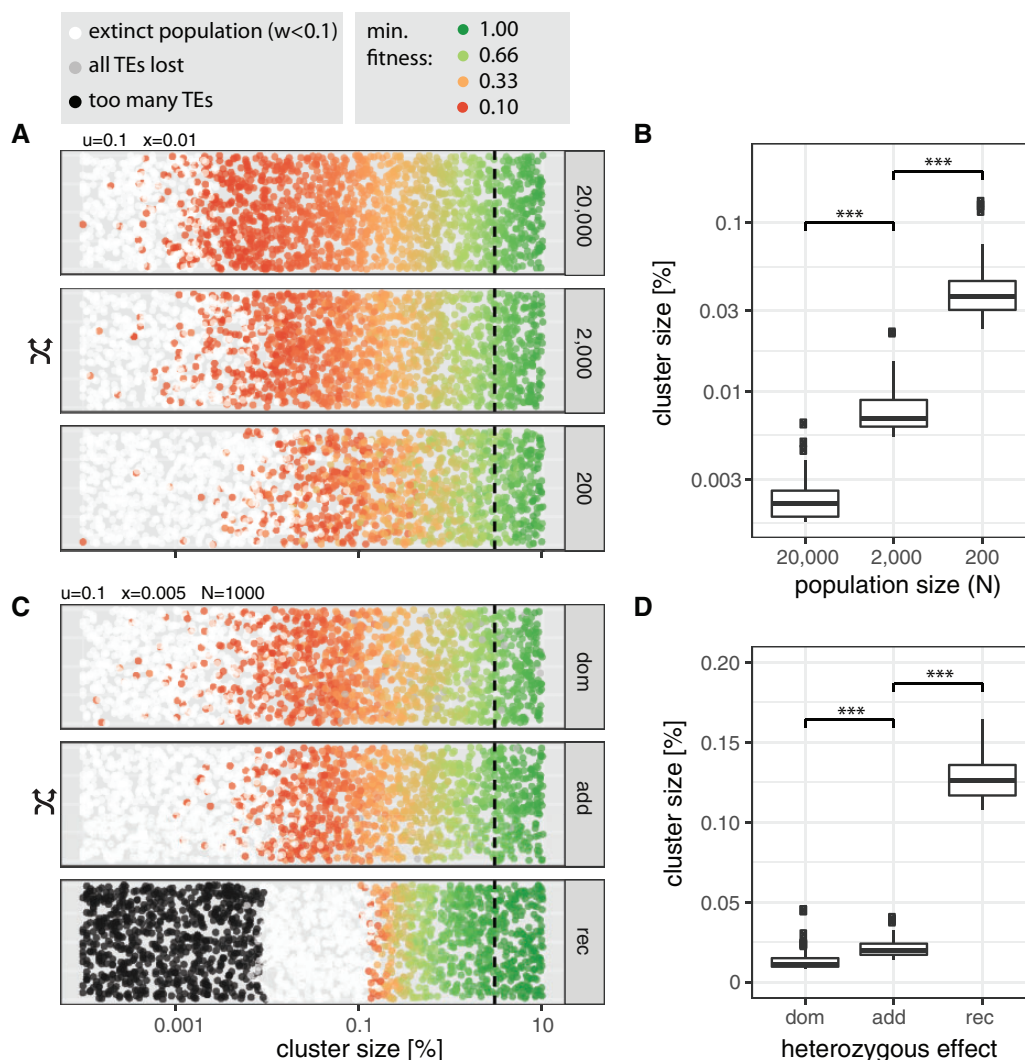 extinct population (w<0.1)
all TEs lost
too many TEs
min.
fitness:
1.00
0.66
0.33
0.10
A
u=0.1 x=0.01
20,000
2,000
200
B
cluster size [%]
0.1
0.03
0.01
0.003
***
***
20,000
2,000
200
population size (N)
C
u=0.1 x=0.005 N=1000
dom
add
rec
0.001
0.1
10
cluster size [%]
D
cluster size [%]
0.20
0.15
0.10
0.05
0
***
***
dom
add
rec
heterozygous effect